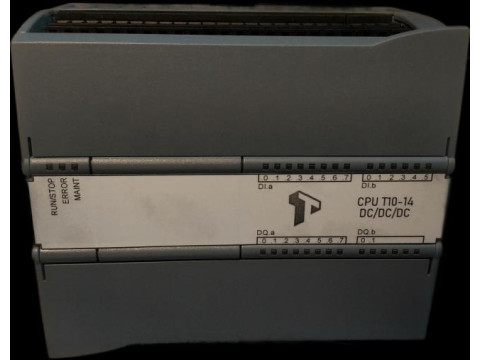 RUN/STOP
ERROR
MAINT
0 1 2 3 4 5 6 7
DI.a
0 1 2 3 4 5
DI.b
CPU T10-14
DC/DC/DC
DQ.a
0 1 2 3 4 5 6 7
DQ.b
0 1